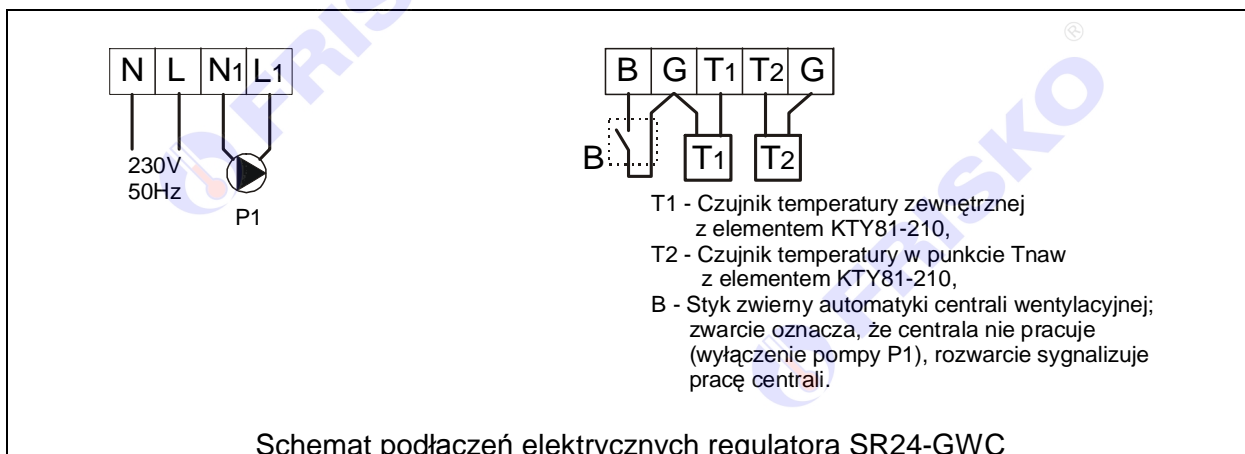 N L N1 L1
230V
50Hz
P1
B G T1 T2 G
B T1 T2
T1 - Czujnik temperatury zewnętrznej
z elementem KTY81-210,
T2 - Czujnik temperatury w punkcie Tnaw
z elementem KTY81-210,
B - Styk zwierny automatyki centrali wentylacyjnej;
zwarcie oznacza, że centrala nie pracuje
(wyłączenie pompy P1), rozwarcie sygnalizuje
pracę centrali.
Schemat podłączeń elektrycznych regulatora SR24-GWC
FRISKO
FRISKO ®